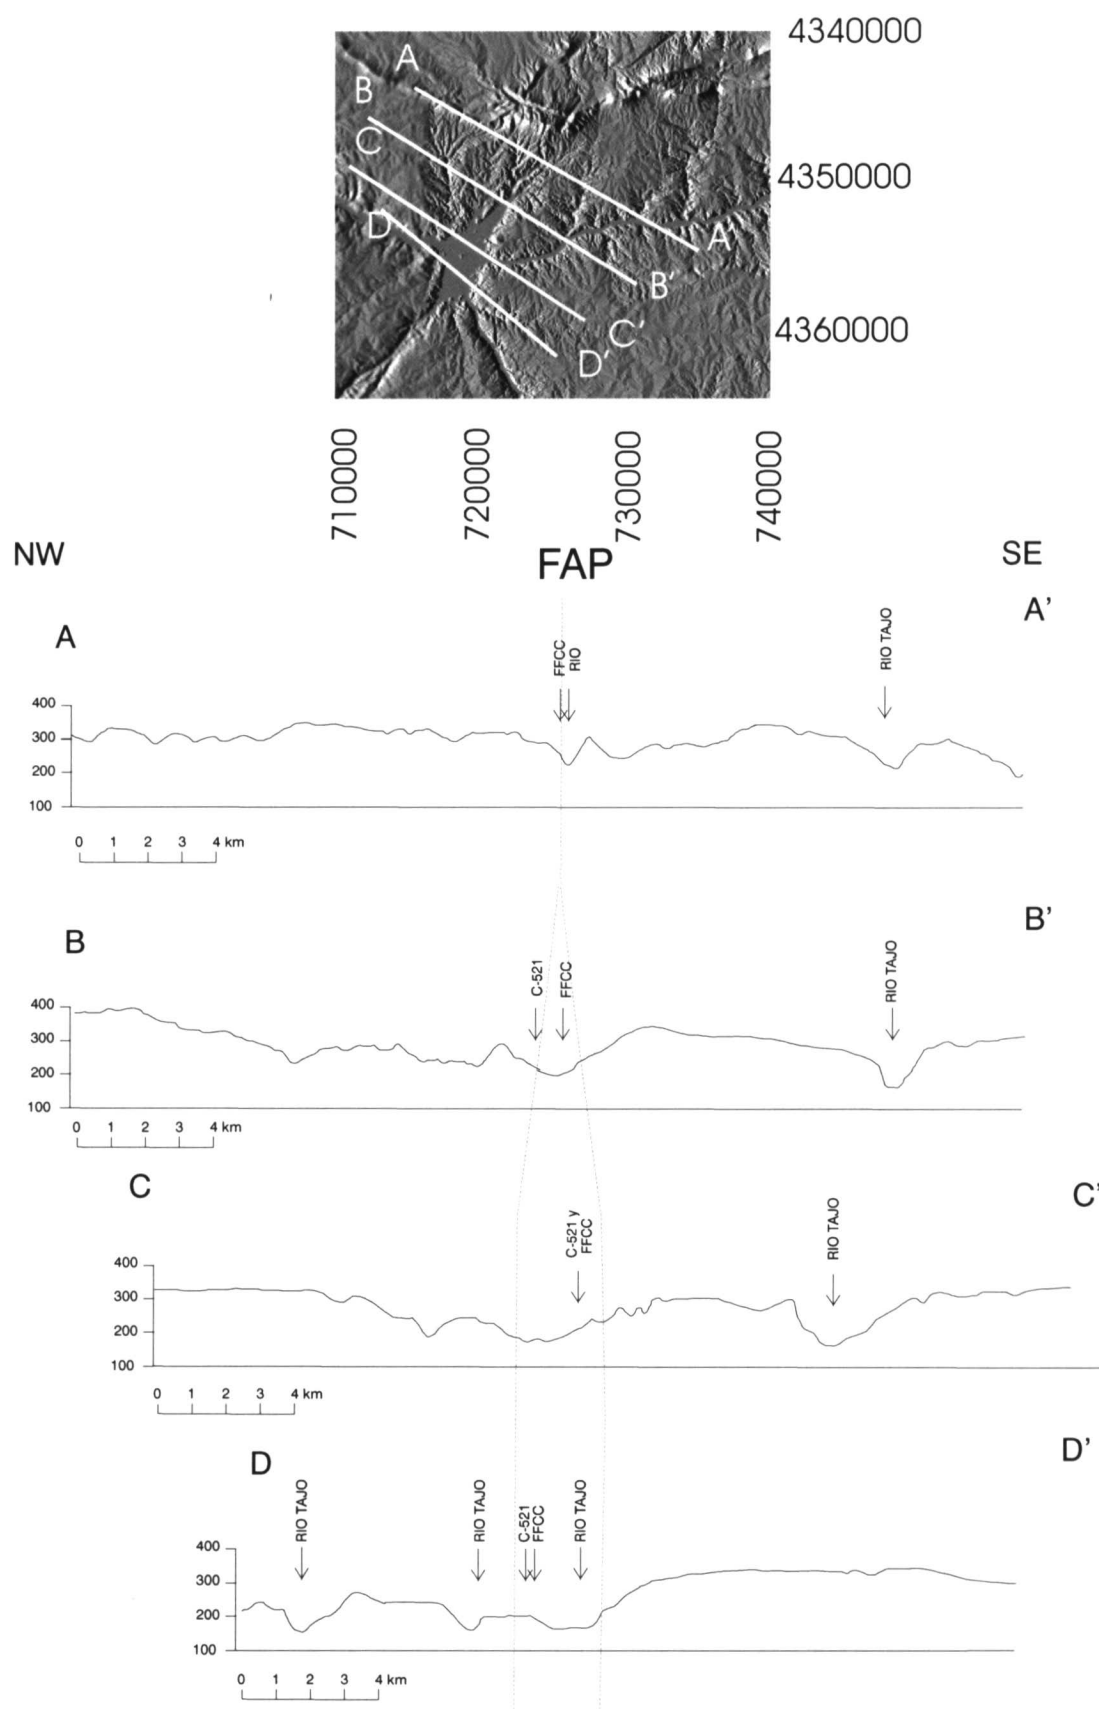 4340000
A
B
C
4350000
D
A'
B'
C'
4360000
D'
710000
720000
730000
740000
NW
FAP
SE
A
A'
FFCC
RIO
RIO TAJO
400
300
200
100
0 1 2 3 4 km
B
B'
C-521
FFCC
RIO TAJO
400
300
200
100
0 1 2 3 4 km
C
C'
C-521 y
FFCC
RIO TAJO
400
300
200
100
0 1 2 3 4 km
D
D'
RIO TAJO
RIO TAJO
C-521
FFCC
RIO TAJO
400
300
200
100
0 1 2 3 4 km